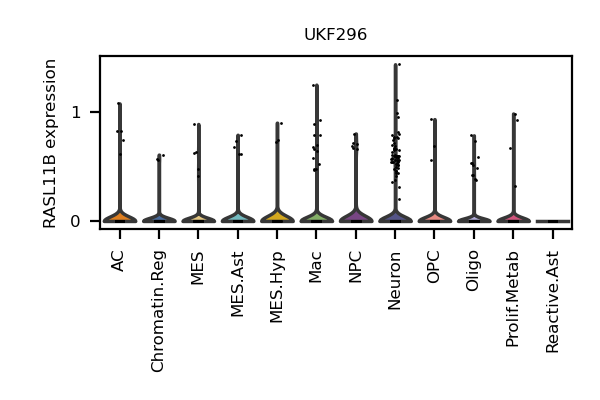 UKF296
RASL11B expression
1
0
AC
Chromatin.Reg
MES
MES.Ast
MES.Hyp
Mac
NPC
Neuron
OPC
Oligo
Prolif.Metab
Reactive.Ast